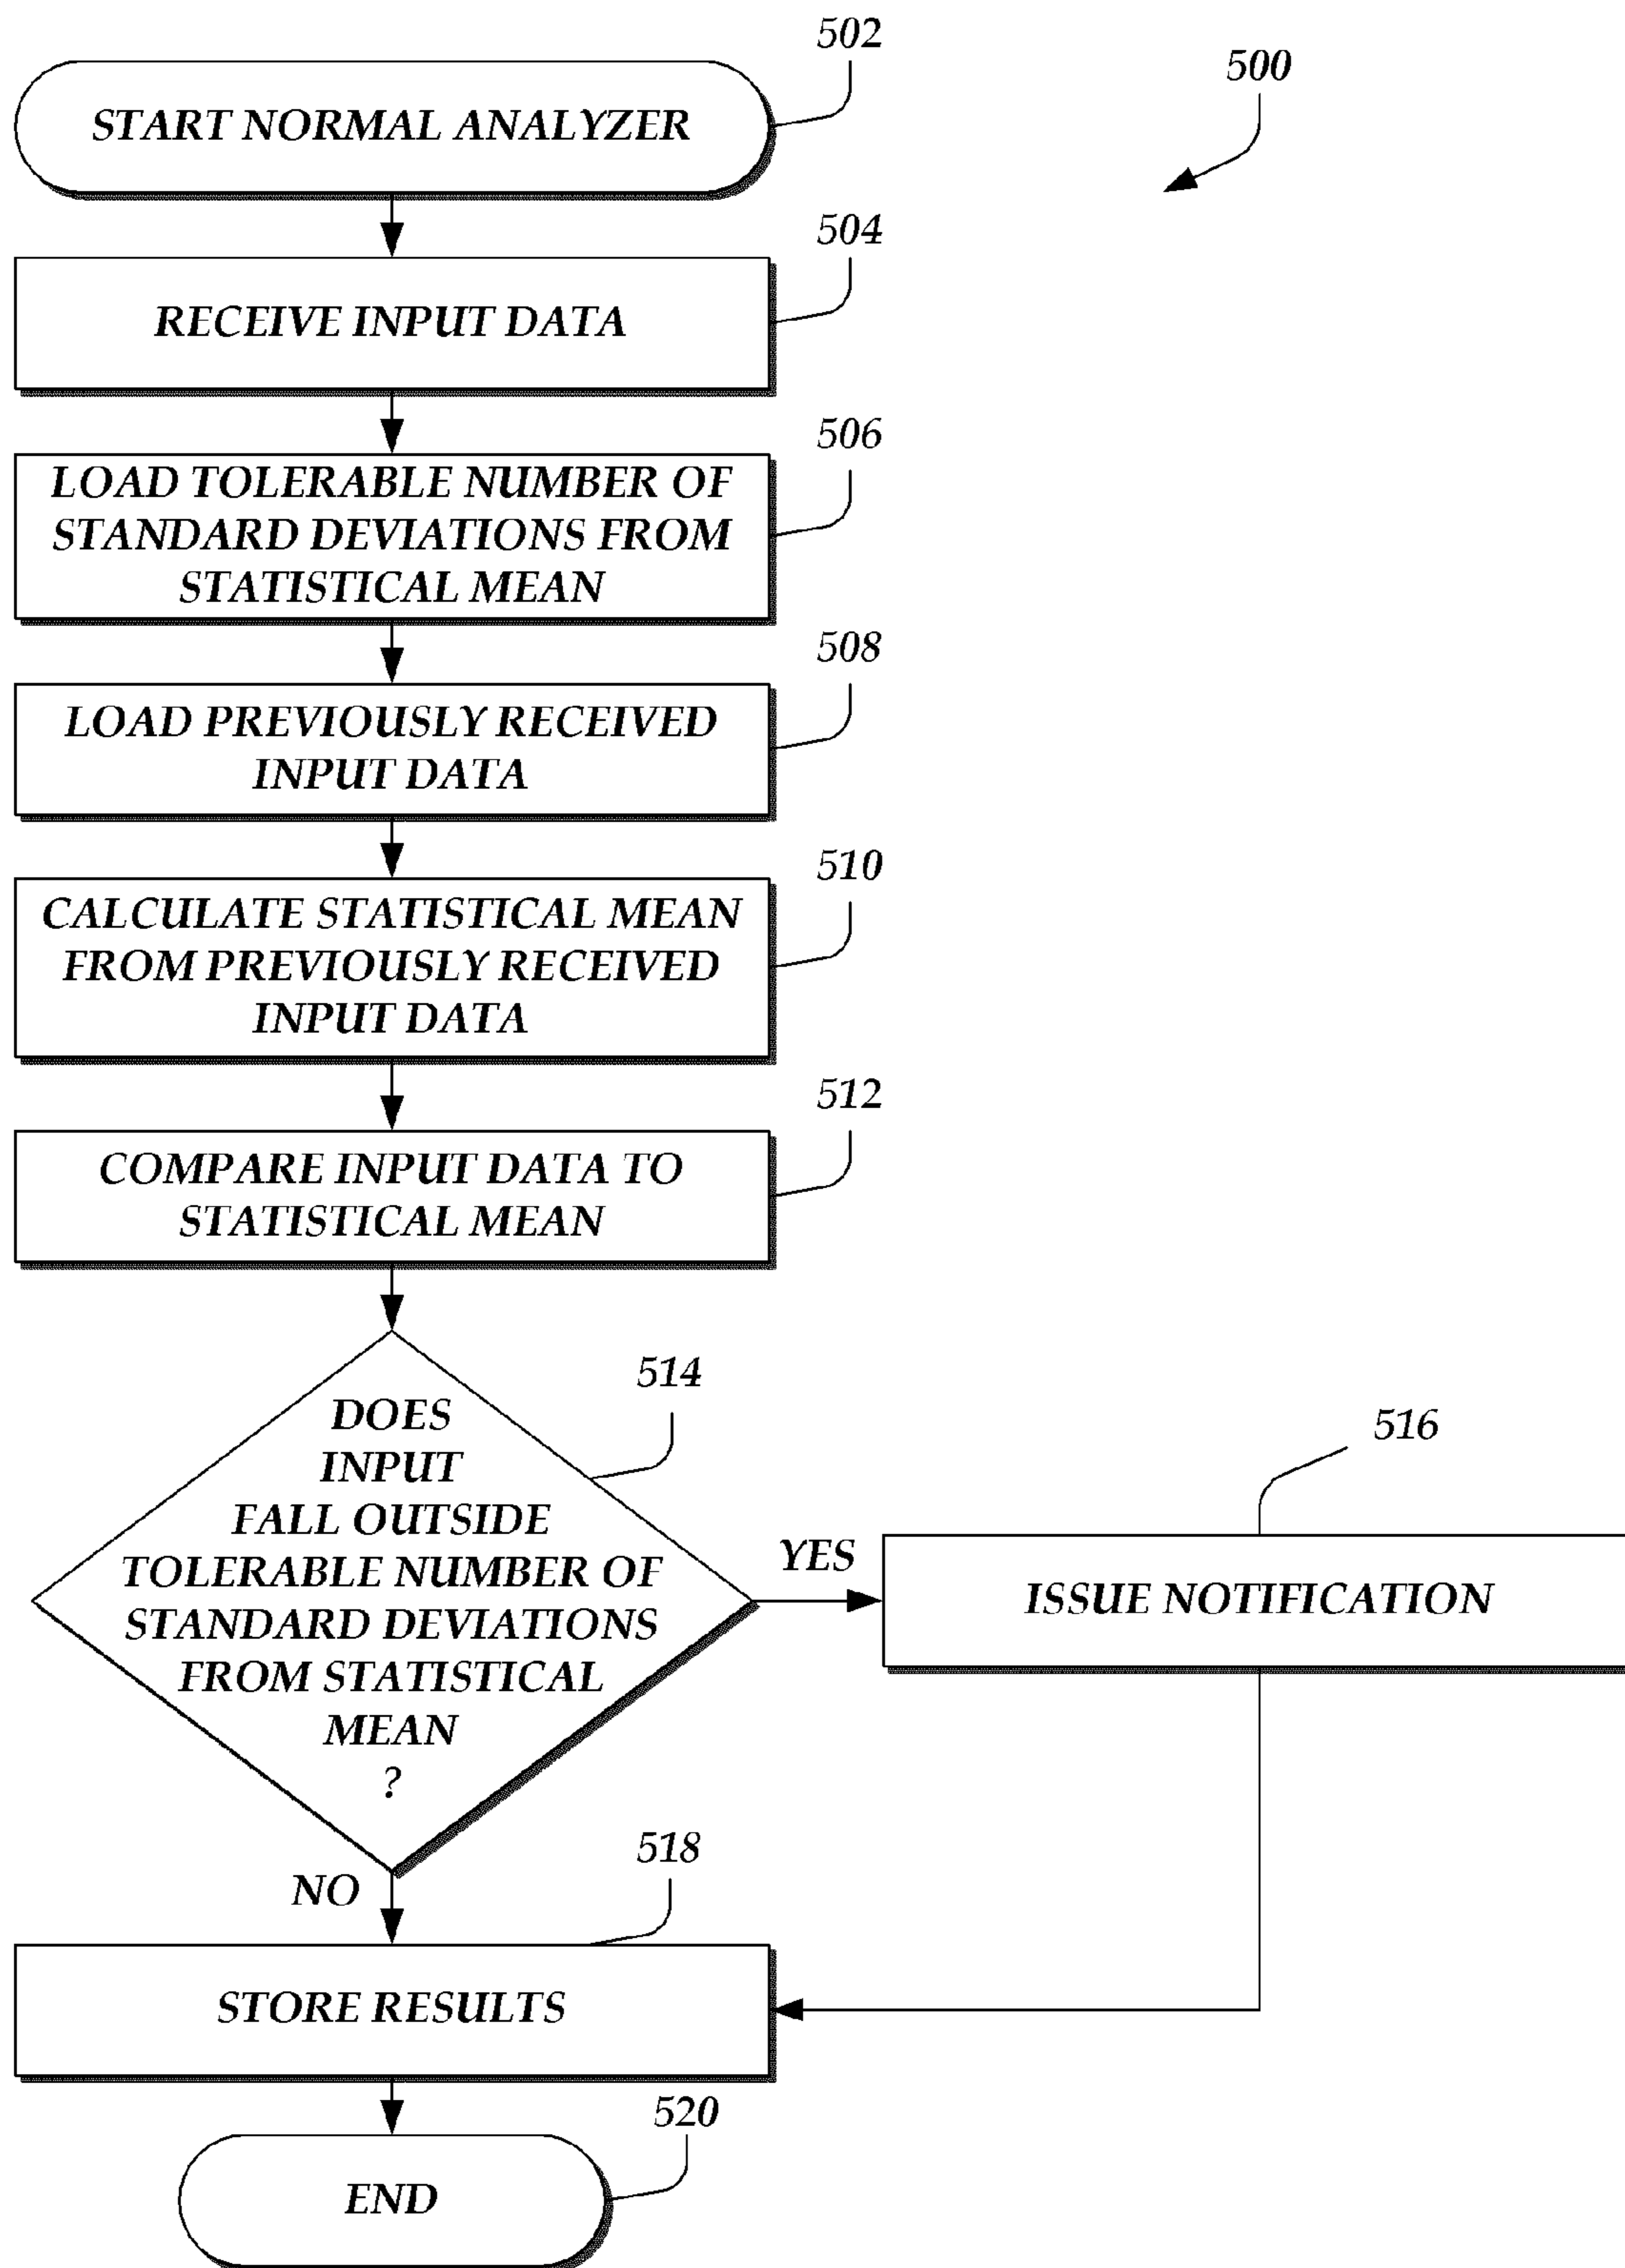 502
500
START NORMAL ANALYZER
504
RECEIVE INPUT DATA
506
LOAD TOLERABLE NUMBER OF
STANDARD DEVIATIONS FROM
STATISTICAL MEAN
508
LOAD PREVIOUSLY RECEIVED
INPUT DATA
510
CALCULATE STATISTICAL MEAN
FROM PREVIOUSLY RECEIVED
INPUT DATA
512
COMPARE INPUT DATA TO
STATISTICAL MEAN
514
DOES
INPUT
FALL OUTSIDE
TOLERABLE NUMBER OF
STANDARD DEVIATIONS
FROM STATISTICAL
MEAN
?
YES
516
ISSUE NOTIFICATION
NO
518
STORE RESULTS
520
END